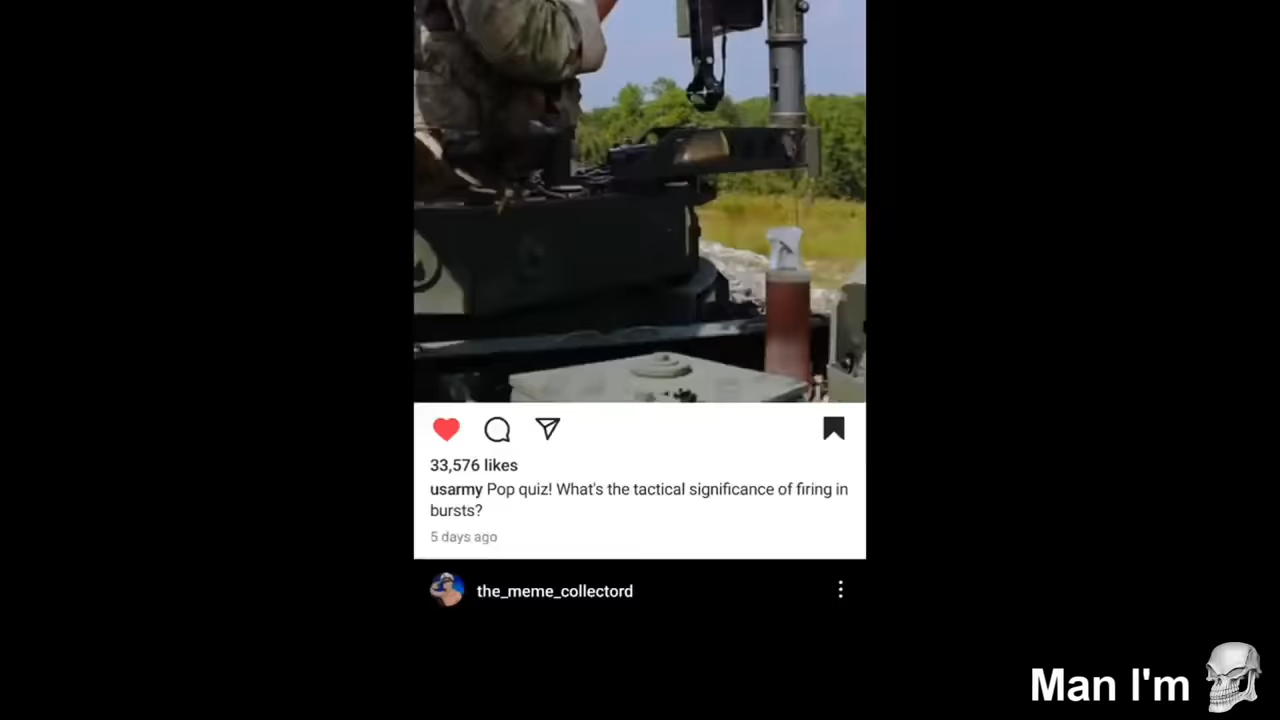 33,576 likes
usarmy Pop quiz! What's the tactical significance of firing in
bursts?
5 days ago
the_meme_collectord
Man I'm